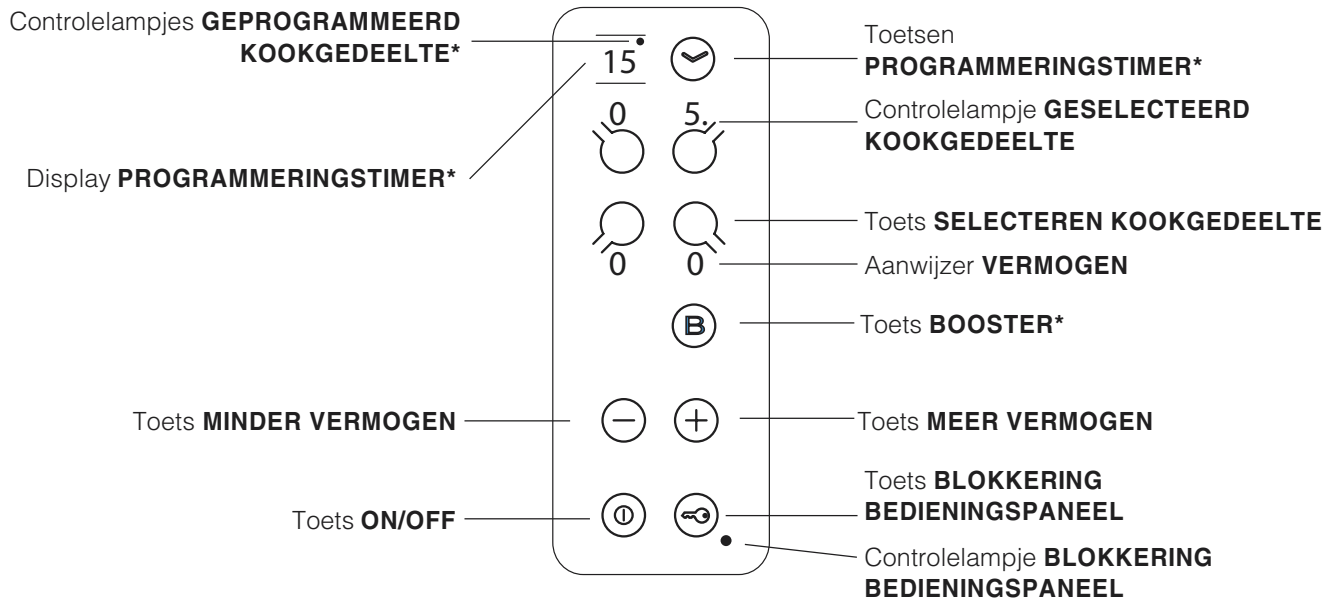 Controlelampjes GEPROGRAMMEERD
KOOKGEDEELTE*
Display PROGRAMMERINGSTIMER*
Toets MINDER VERMOGEN
Toets ON/OFF
15
0 5.
0 0
B
Toetsen
PROGRAMMERINGSTIMER*
Controlelampje GESELECTEERD
KOOKGEDEELTE
Toets SELECTEREN KOOKGEDEELTE
Aanwijzer VERMOGEN
Toets BOOSTER*
Toets MEER VERMOGEN
Toets BLOKKERING
BEDIENINGSPANEEL
Controlelampje BLOKKERING
BEDIENINGSPANEEL